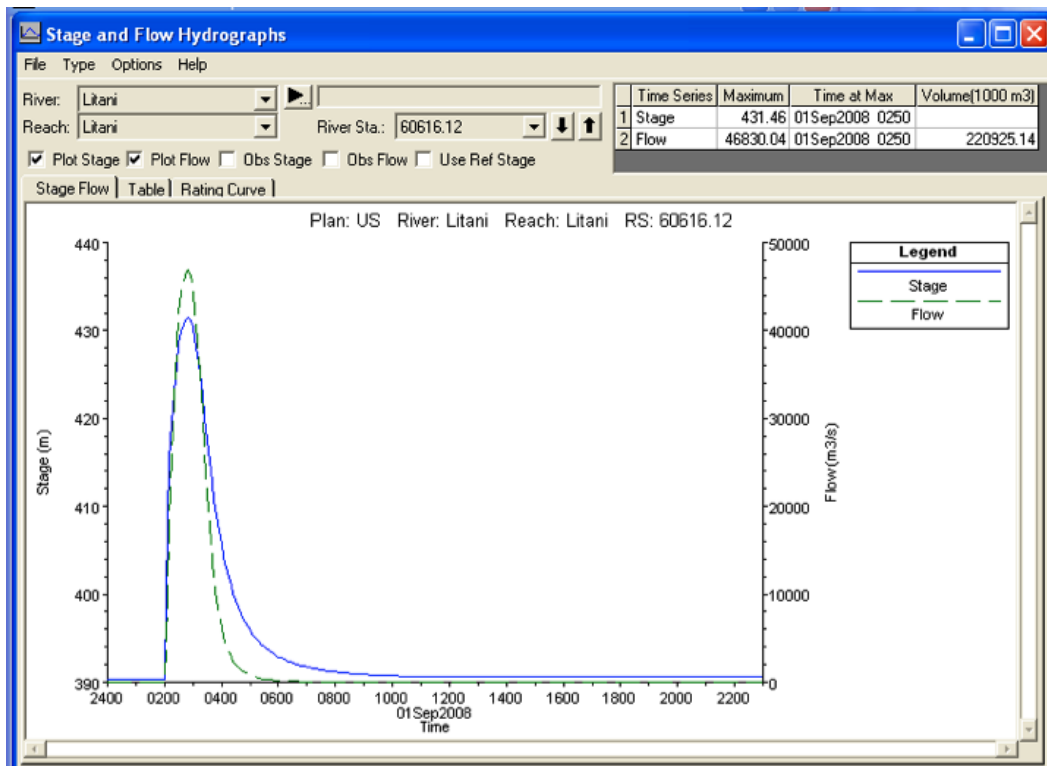 Stage and Flow Hydrographs
File Type Options Help
River: Litani
Reach: Litani River Sta.: 60616.12
Plot Stage Plot Flow Obs Stage Obs Flow Use Ref Stage
Time Series Maximum Time at Max Volume(1000 m3)
1 Stage 431.46 01Sep2008 0250
2 Flow 46830.04 01Sep2008 0250 220925.14
Stage Flow Table Rating Curve
Plan: US River: Litani Reach: Litani RS: 60616.12
440
430
420
410
400
390
Stage (m)
50000
40000
30000
20000
10000
0
Flow (m3/s)
Legend
Stage
Flow
2400 0200 0400 0600 0800 1000 1200 1400 1600 1800 2000 2200
01Sep2008
Time